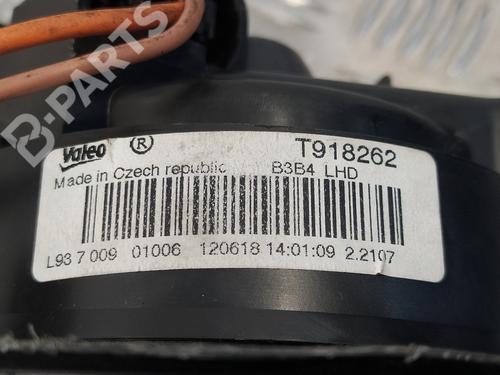 Valeo ® T918262
Made in Czech republic B3B4 LHD
L93 7 009 01006 120618 14:01:09 2.2107
B-PARTS